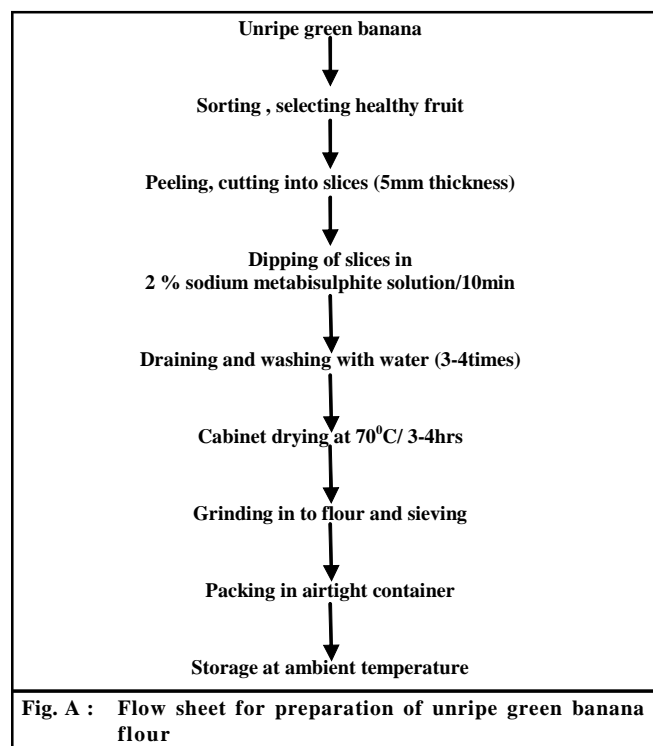 Unripe green banana
Sorting , selecting healthy fruit
Peeling, cutting into slices (5mm thickness)
Dipping of slices in
2 % sodium metabisulphite solution/10min
Draining and washing with water (3-4times)
Cabinet drying at 70⁰C/ 3-4hrs
Grinding in to flour and sieving
Packing in airtight container
Storage at ambient temperature
Fig. A : Flow sheet for preparation of unripe green banana
flour